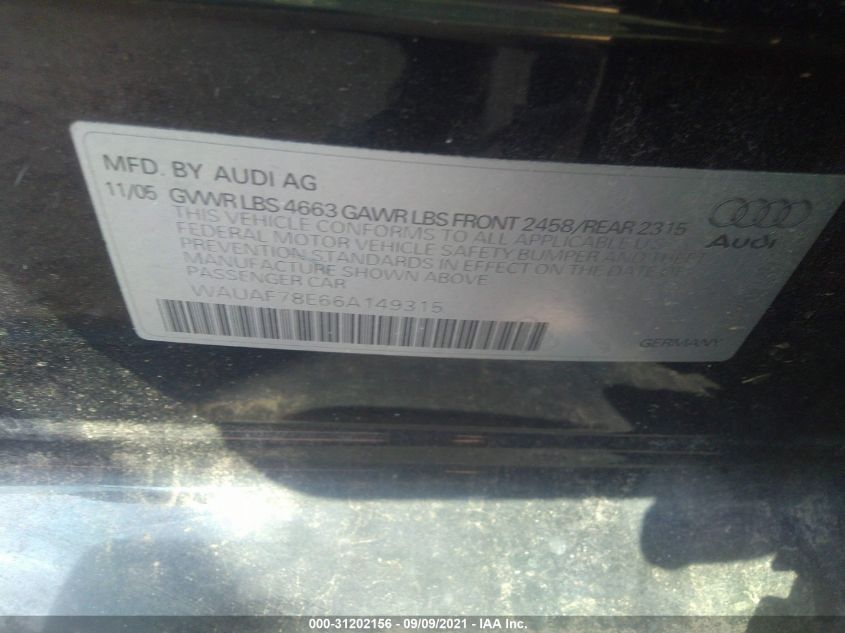 MFD. BY AUDI AG
11/05 GVWR LBS 4663 GAWR LBS FRONT 2458/REAR 2315
THIS VEHICLE CONFORMS TO ALL APPLICABLE US
FEDERAL MOTOR VEHICLE SAFETY BUMPER AND THEFT
PREVENTION STANDARDS IN EFFECT ON THE DATE OF
MANUFACTURE SHOWN ABOVE
PASSENGER CAR
WAUAF78E66A149315
Audi
GERMANY
000-31202156 - 09/09/2021 - IAA Inc.